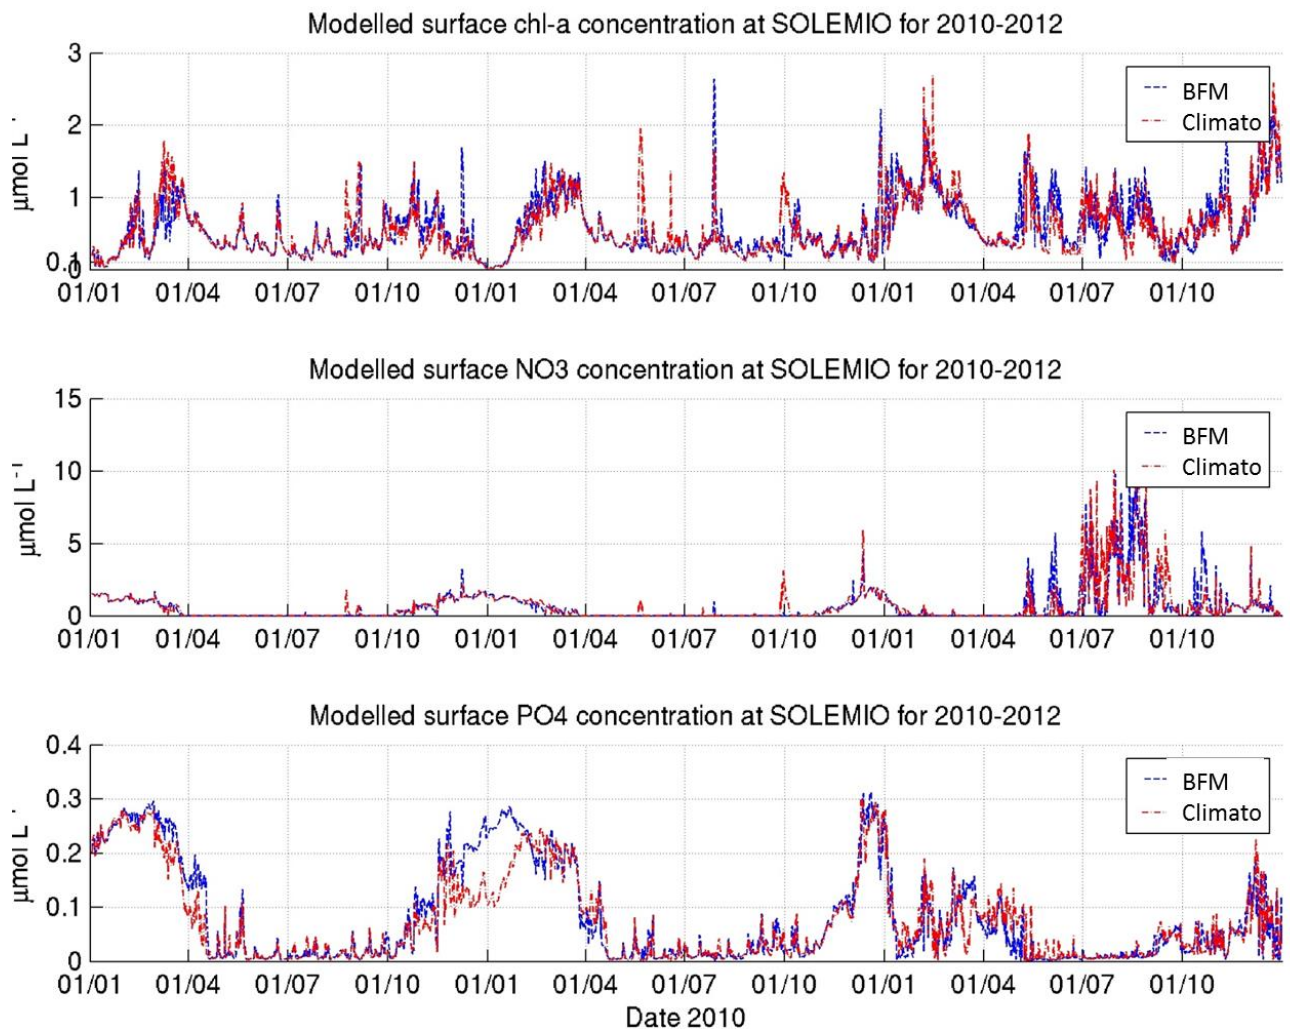 Modelled surface chl-a concentration at SOLEMIO for 2010-2012
3
2
1
0.1
0
µmol L
BFM
Climato
01/01 01/04 01/07 01/10 01/01 01/04 01/07 01/10 01/01 01/04 01/07 01/10
Modelled surface NO3 concentration at SOLEMIO for 2010-2012
15
10
5
0
µmol L⁻¹
BFM
Climato
01/01 01/04 01/07 01/10 01/01 01/04 01/07 01/10 01/01 01/04 01/07 01/10
Modelled surface PO4 concentration at SOLEMIO for 2010-2012
0.4
0.3
0.2
0.1
0
µmol L
BFM
Climato
01/01 01/04 01/07 01/10 01/01 01/04 01/07 01/10 01/01 01/04 01/07 01/10
Date 2010